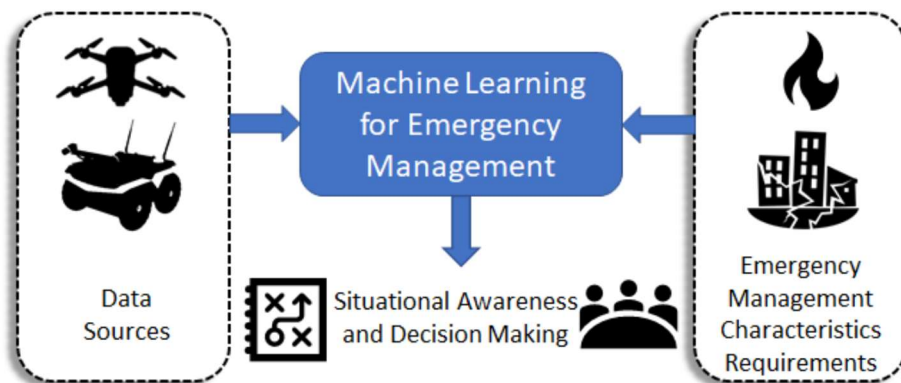 Machine Learning
for Emergency
Management
Data
Sources
Situational Awareness
and Decision Making
Emergency
Management
Characteristics
Requirements